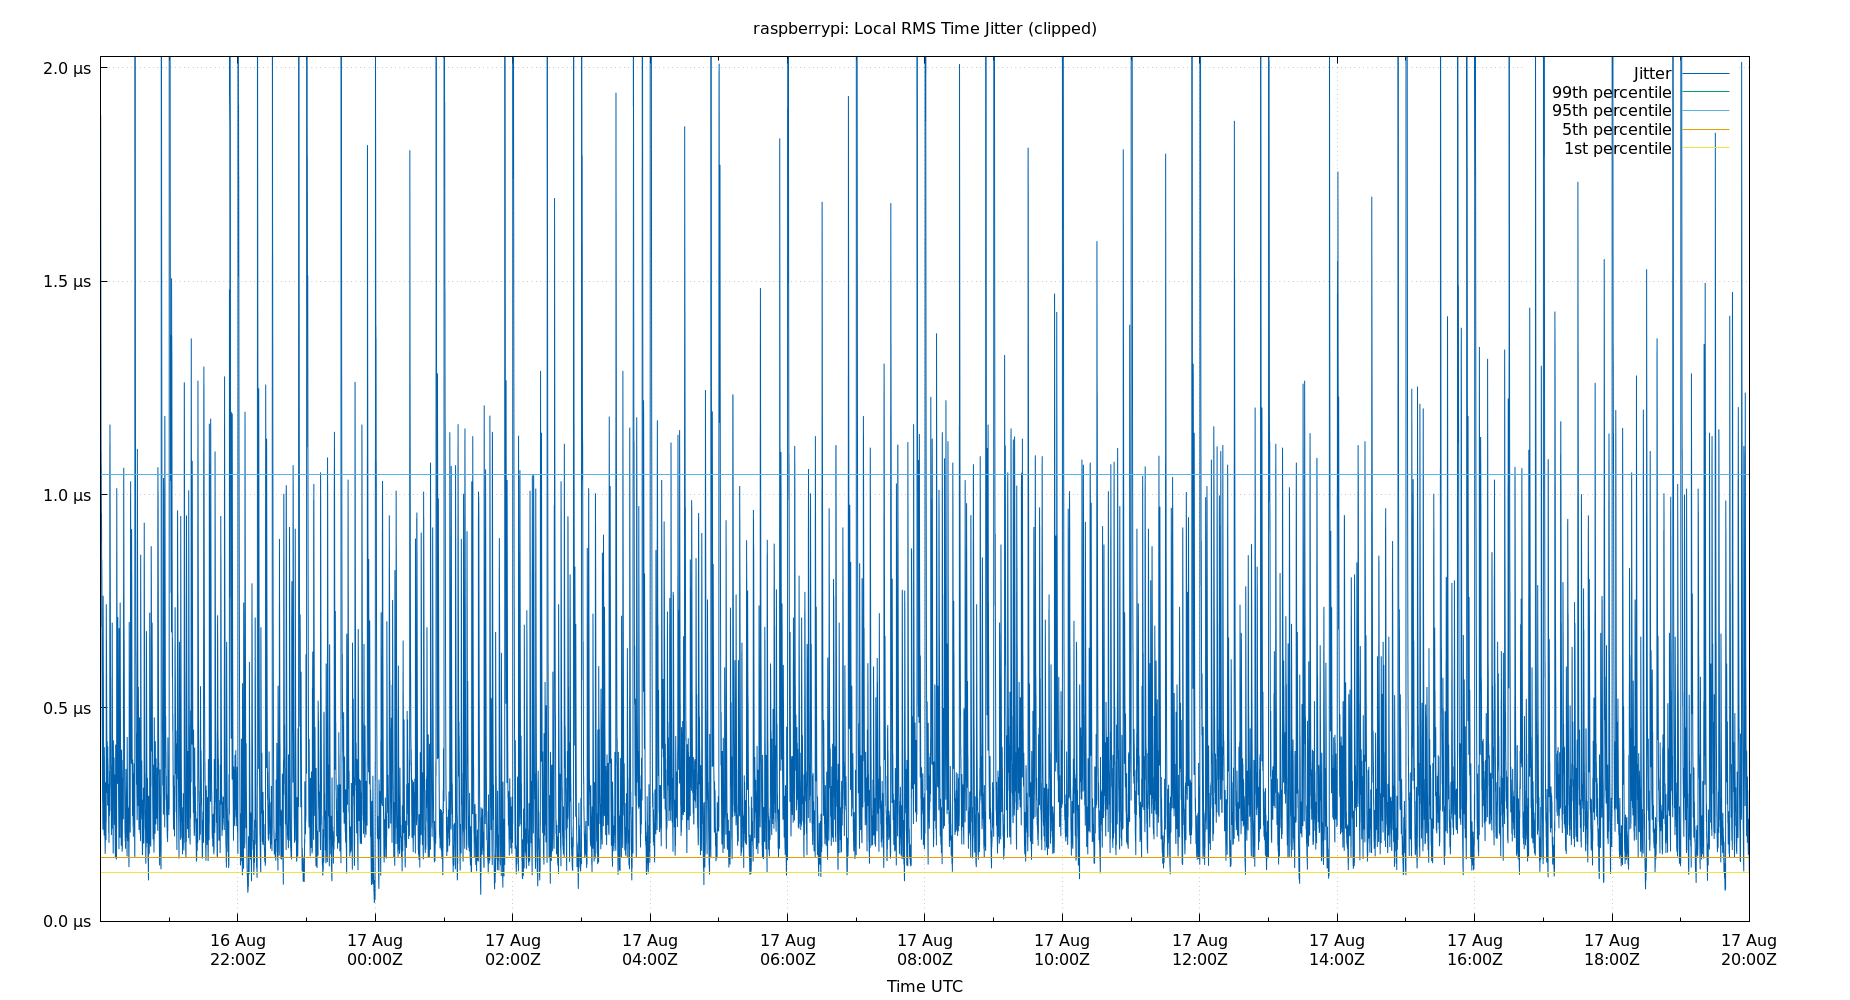 raspberrypi: Local RMS Time Jitter (clipped)
2.0 µs
1.5 µs
1.0 µs
0.5 µs
0.0 µs
Jitter
99th percentile
95th percentile
5th percentile
1st percentile
16 Aug 17 Aug 17 Aug 17 Aug 17 Aug 17 Aug 17 Aug 17 Aug 17 Aug 17 Aug 17 Aug 17 Aug
22:00Z 00:00Z 02:00Z 04:00Z 06:00Z 08:00Z 10:00Z 12:00Z 14:00Z 16:00Z 18:00Z 20:00Z
Time UTC